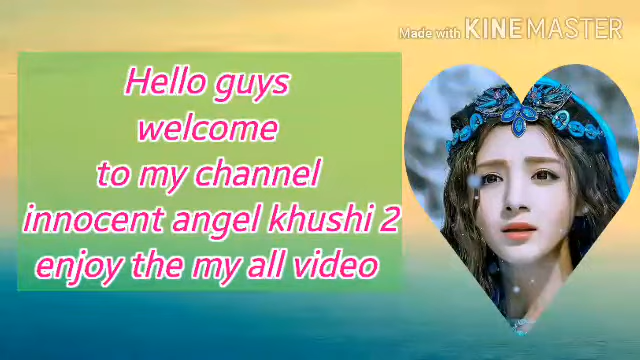 Made with KINEMASTER
Hello guys
welcome
to my channel
innocent angel khushi 2
enjoy the my all video